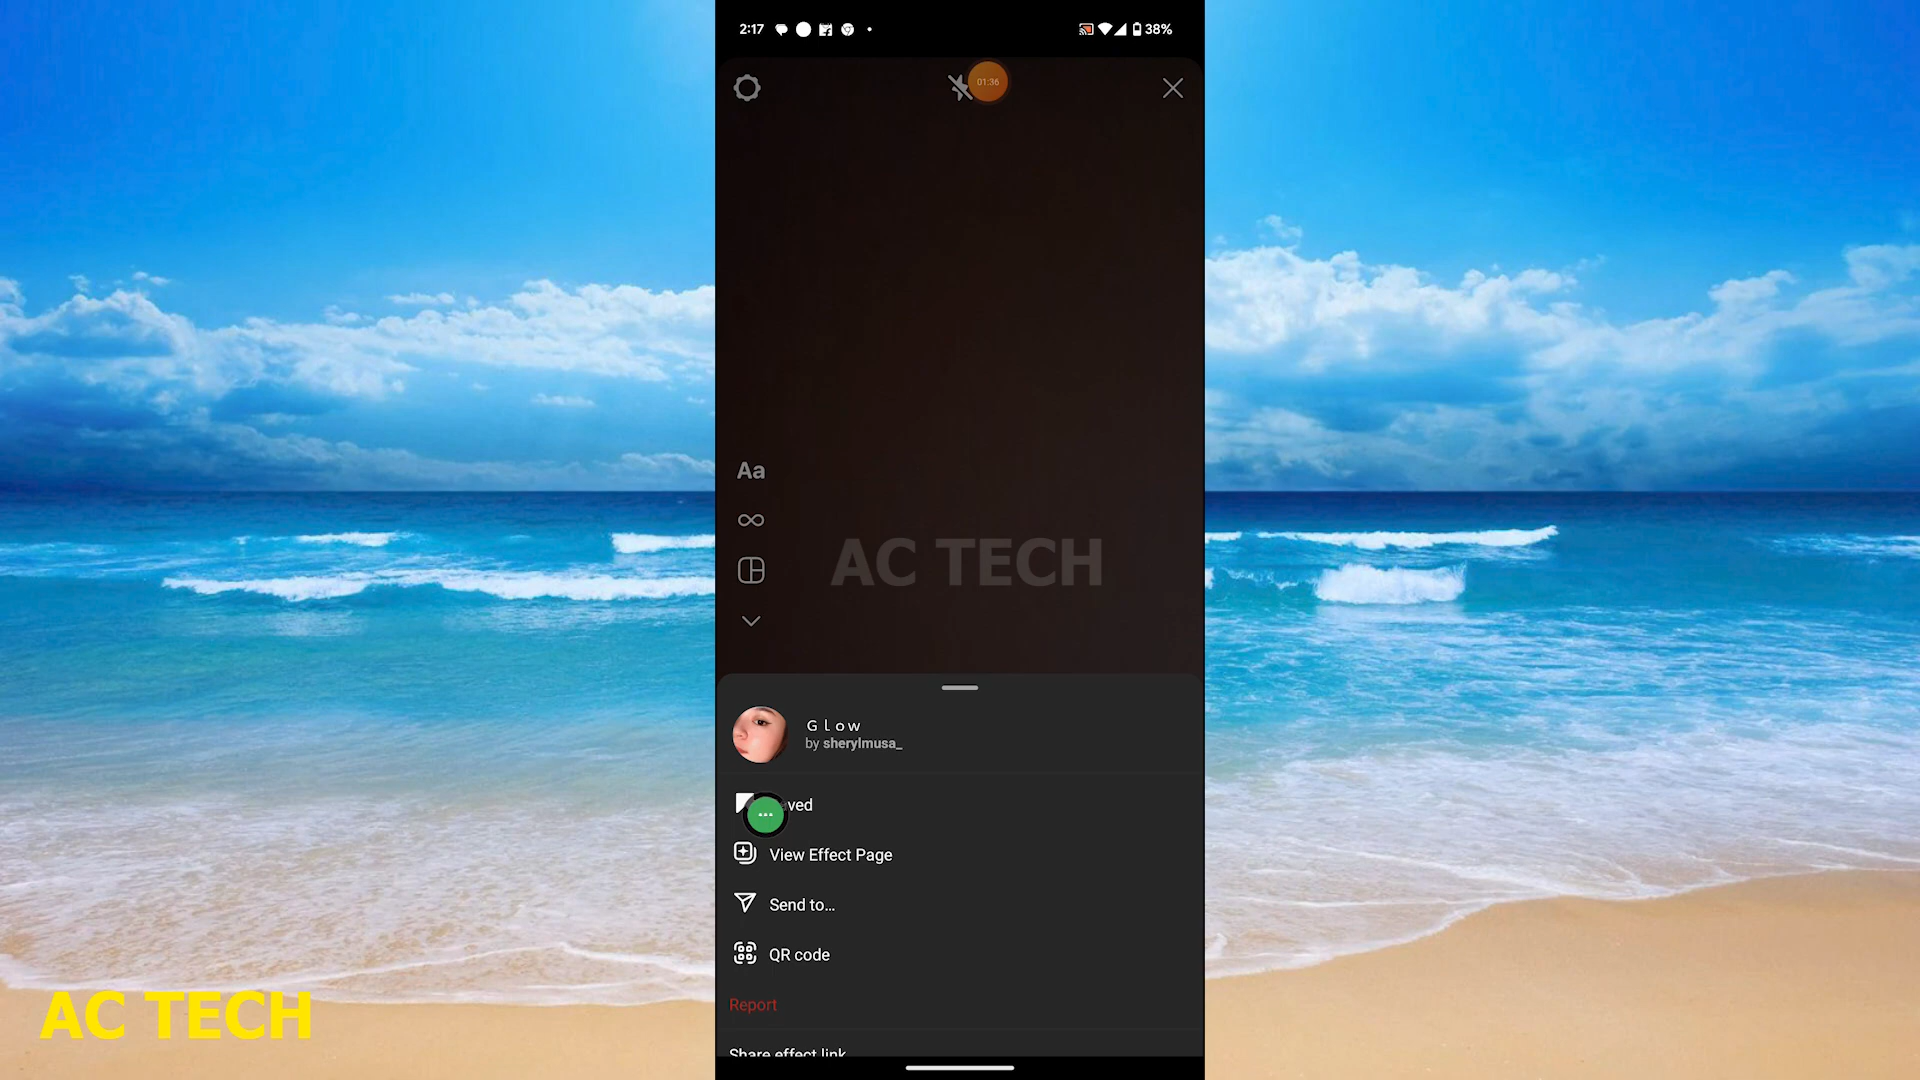 2:17
38%
01:36
Aa
AC TECH
Glow
by sherylmusa_
ved
View Effect Page
Send to...
QR code
Report
Share effect link
AC TECH